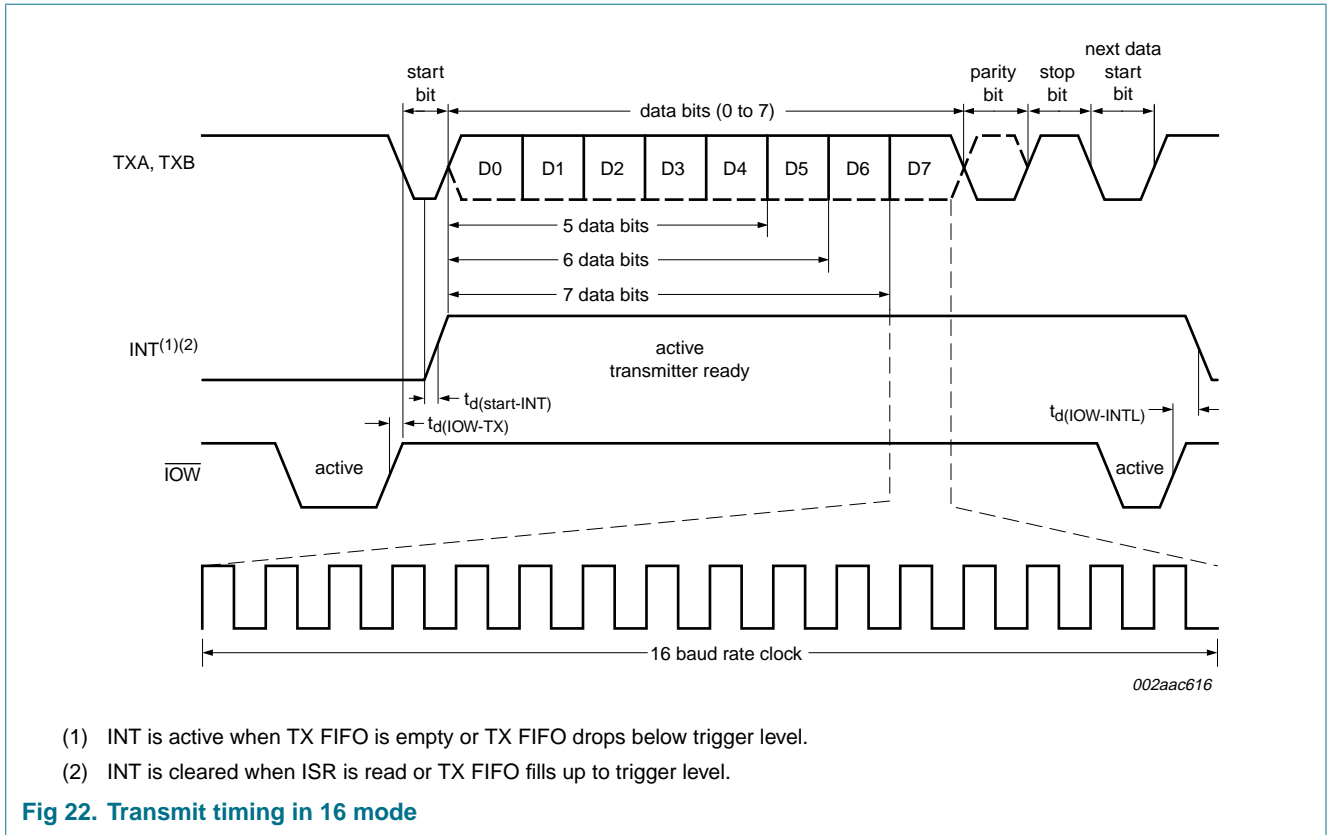 next data
start parity stop start
bit bit bit bit
data bits (0 to 7)
TXA, TXB D0 D1 D2 D3 D4 D5 D6 D7
5 data bits
6 data bits
7 data bits
INT(1)(2) active
transmitter ready
td(start-INT)
td(IOW-TX) td(IOW-INTL)
IOW active active
16 baud rate clock
002aac616
(1) INT is active when TX FIFO is empty or TX FIFO drops below trigger level.
(2) INT is cleared when ISR is read or TX FIFO fills up to trigger level.
Fig 22. Transmit timing in 16 mode